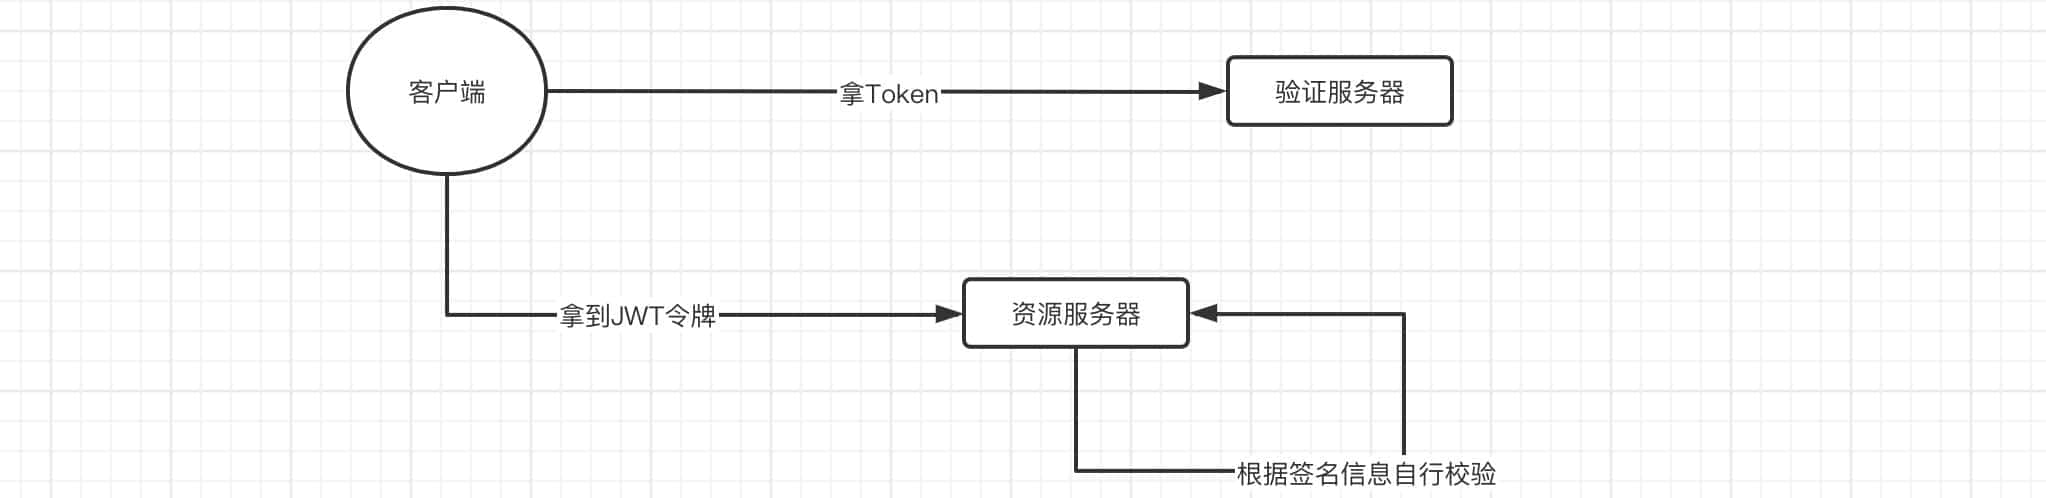 客户端
拿Token
验证服务器
拿到JWT令牌
资源服务器
根据签名信息自行校验